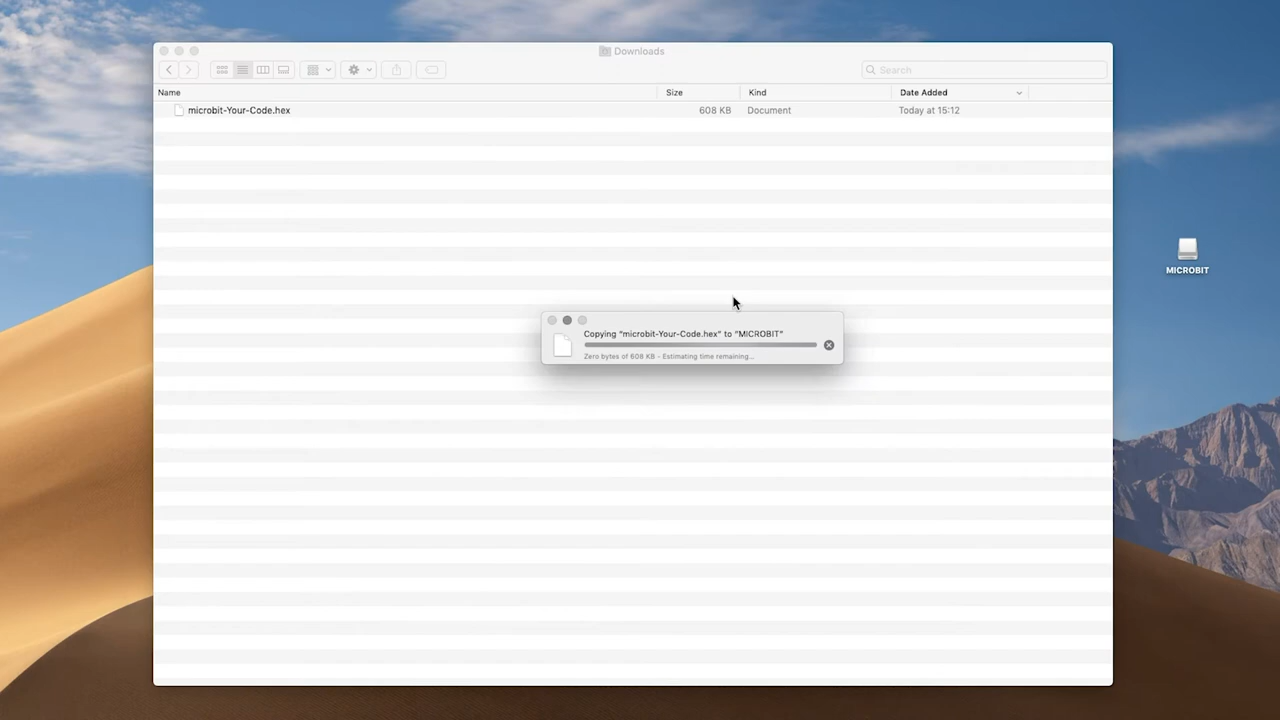 Downloads
Search
Name Size Kind Date Added
microbit-Your-Code.hex 608 KB Document Today at 15:12
MICROBIT
Copying "microbit-Your-Code.hex" to "MICROBIT"
Zero bytes of 608 KB - Estimating time remaining...